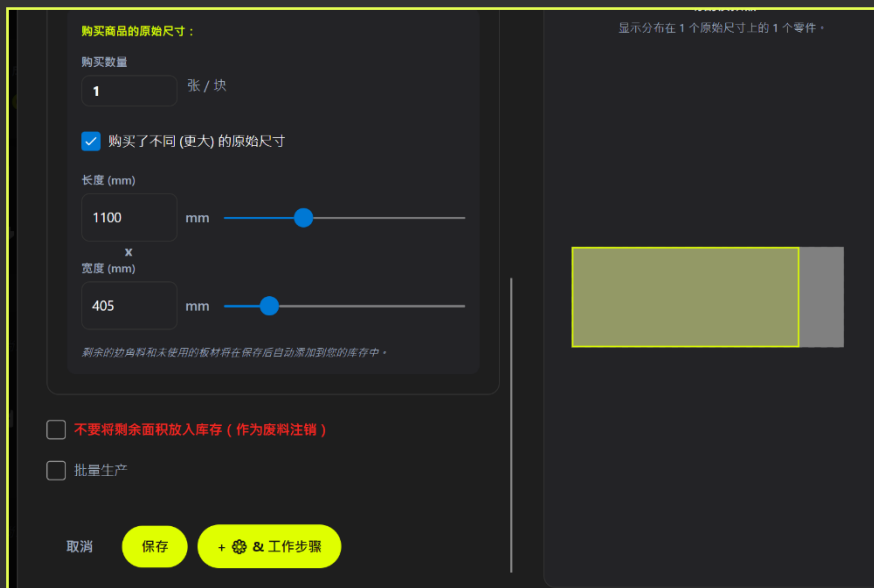 购买商品的原始尺寸：
购买数量
1 张 / 块
购买了不同 (更大) 的原始尺寸
长度 (mm)
1100 mm
x
宽度 (mm)
405 mm
剩余的边角料和未使用的板材将在保存后自动添加到您的库存中。
不要将剩余面积放入库存（作为废料注销）
批量生产
取消 保存 + & 工作步骤
显示分布在 1 个原始尺寸上的 1 个零件。